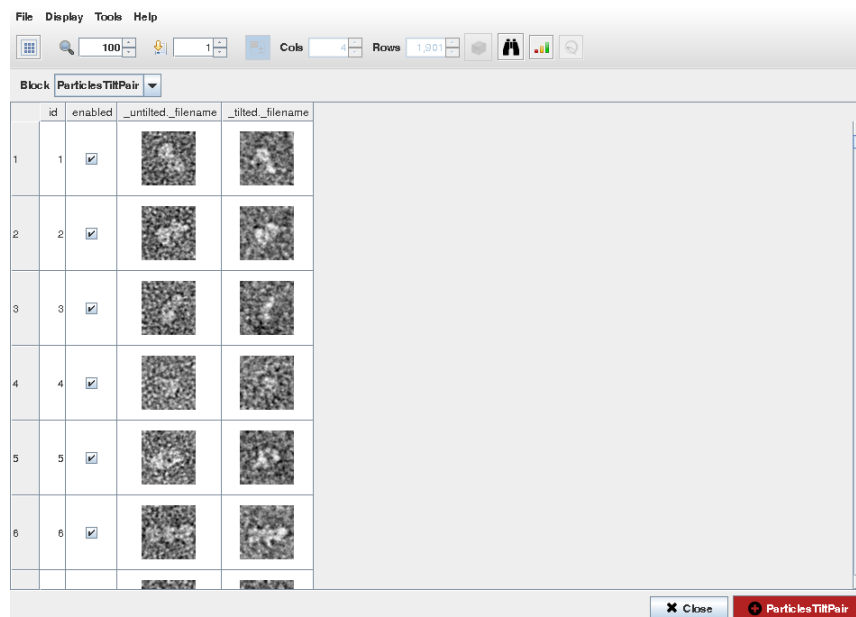 File Display Tools Help
100 1 Cols 4 Rows 1,901
Block ParticlesTiltPair
id enabled _untilted._filename _tilted._filename
1 1
2 2
3 3
4 4
5 5
6 6
Close ParticlesTiltPair